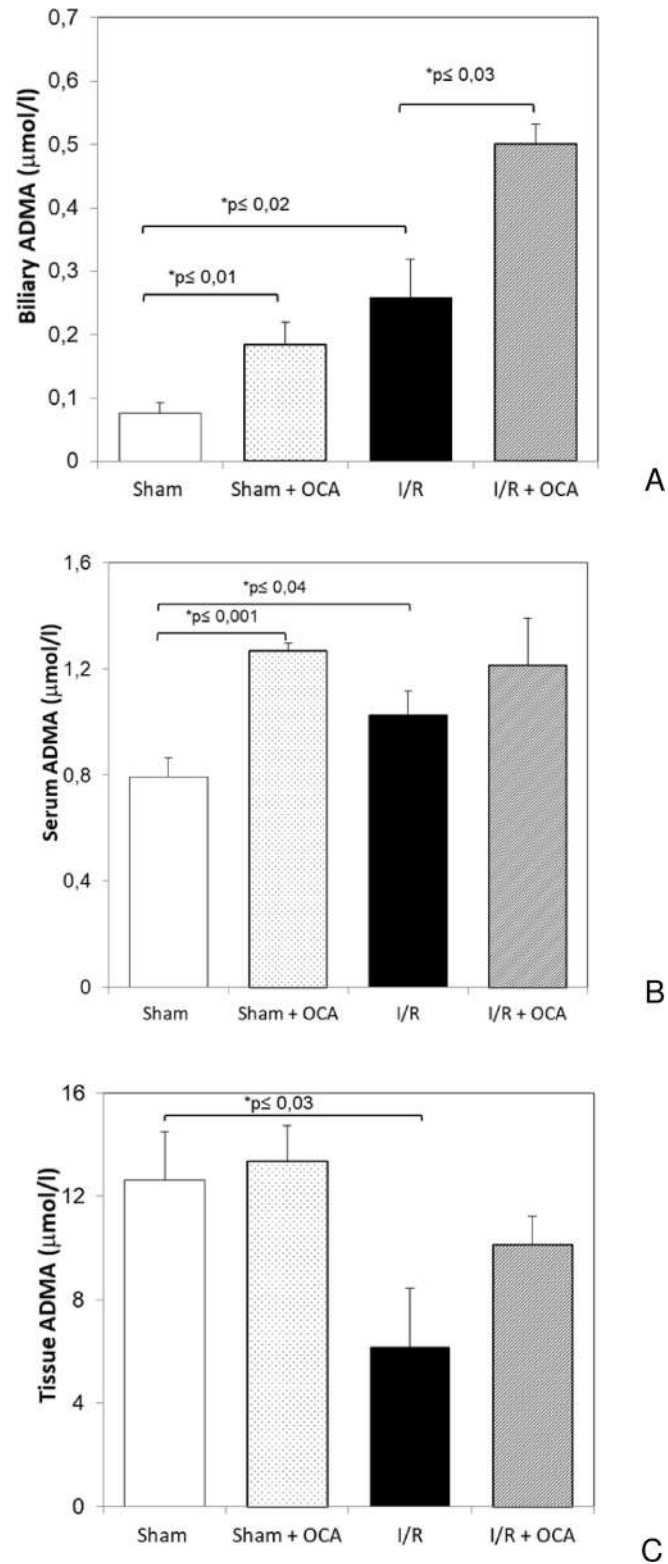 0,7
0,6
0,5
0,4
0,3
0,2
0,1
0
Biliary ADMA (μmol/l)
*p≤ 0,03
*p≤ 0,02
*p≤ 0,01
Sham Sham + OCA I/R I/R + OCA
A
1,6
1,2
0,8
0,4
0
Serum ADMA (μmol/l)
*p≤ 0,04
*p≤ 0,001
Sham Sham + OCA I/R I/R + OCA
B
16
12
8
4
0
Tissue ADMA (μmol/l)
*p≤ 0,03
Sham Sham + OCA I/R I/R + OCA
C